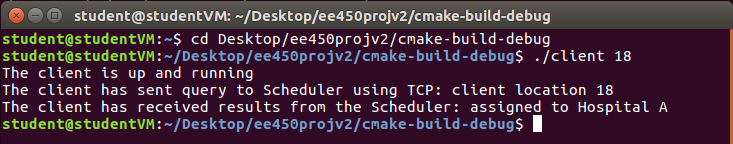 student@studentVM: ~/Desktop/ee450projv2/cmake-build-debug
student@studentVM:~$ cd Desktop/ee450projv2/cmake-build-debug
student@studentVM:~/Desktop/ee450projv2/cmake-build-debug$ ./client 18
The client is up and running
The client has sent query to Scheduler using TCP: client location 18
The client has received results from the Scheduler: assigned to Hospital A
student@studentVM:~/Desktop/ee450projv2/cmake-build-debug$